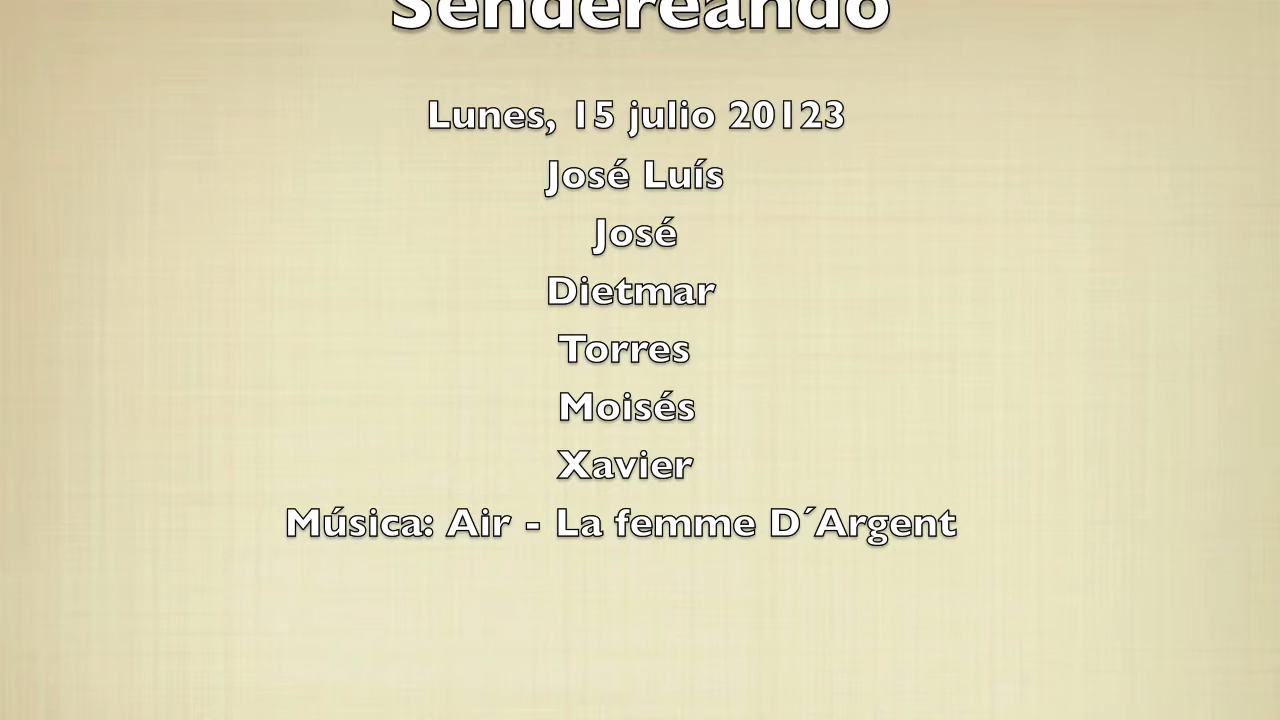 Sendereando
Lunes, 15 julio 20123
José Luís
José
Dietmar
Torres
Moisés
Xavier
Música: Air - La femme D´Argent